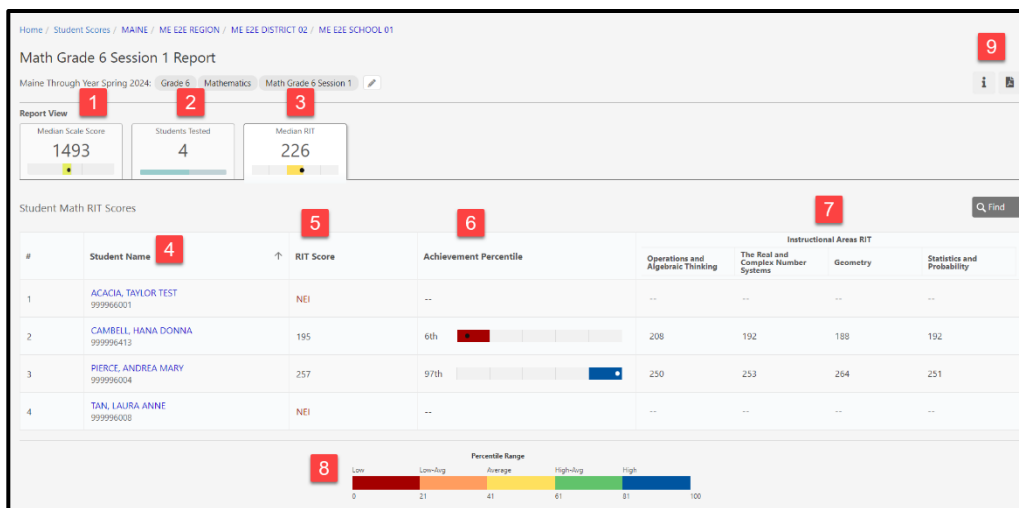 Home / Student Scores / MAINE / ME E2E REGION / ME E2E DISTRICT 02 / ME E2E SCHOOL 01
Math Grade 6 Session 1 Report
9
Maine Through Year Spring 2024: Grade 6 Mathematics Math Grade 6 Session 1
i
Report View
1 2 3
Median Scale Score Students Tested Median RIT
1493 4 226
Student Math RIT Scores
Find
4 5 6 7
# Student Name ↑ RIT Score Achievement Percentile Instructional Areas RIT
Operations and Algebraic Thinking The Real and Complex Number Systems Geometry Statistics and Probability
1 ACACIA, TAYLOR TEST NEI -- -- -- -- --
999966001
2 CAMBELL, HANA DONNA 195 6th 208 192 188 192
999996413
3 PIERCE, ANDREA MARY 257 97th 250 253 264 251
999996004
4 TAN, LAURA ANNE NEI -- -- -- -- --
999996008
8
Percentile Range
Low Low-Avg Average High-Avg High
0 21 41 61 81 100